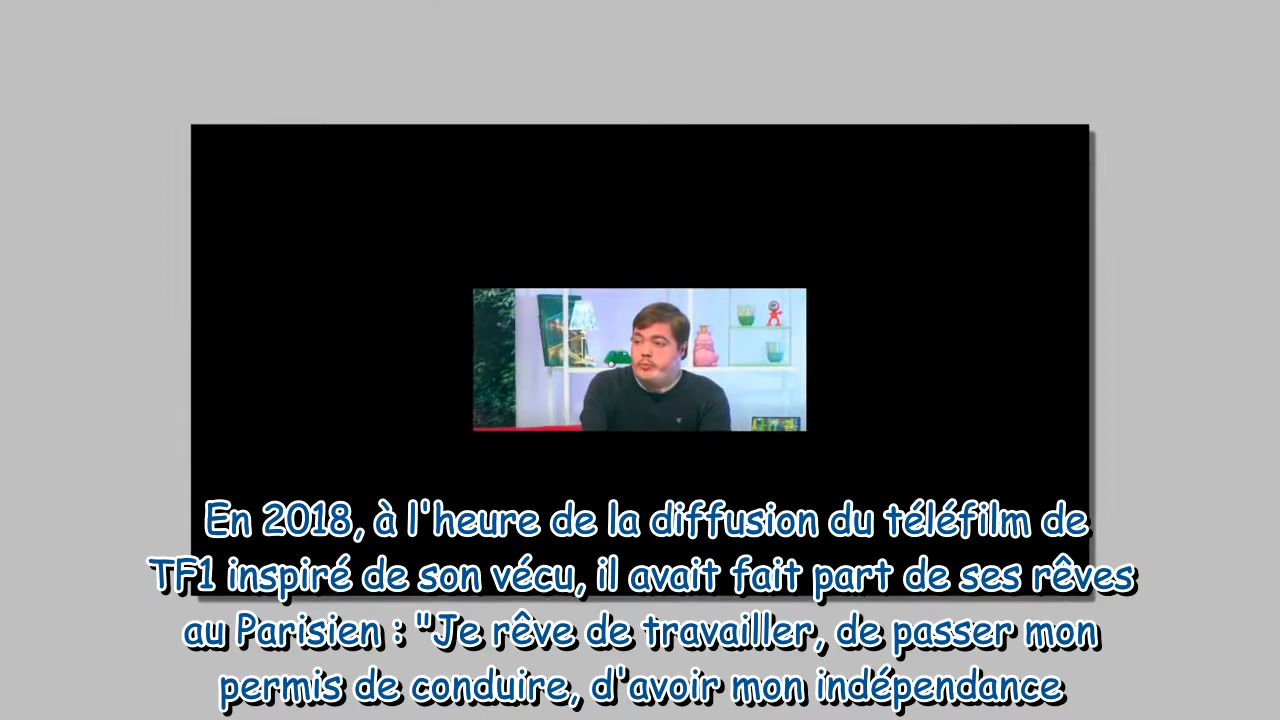 En 2018, à l'heure de la diffusion du téléfilm de
TF1 inspiré de son vécu, il avait fait part de ses rêves
au Parisien : "Je rêve de travailler, de passer mon
permis de conduire, d'avoir mon indépendance